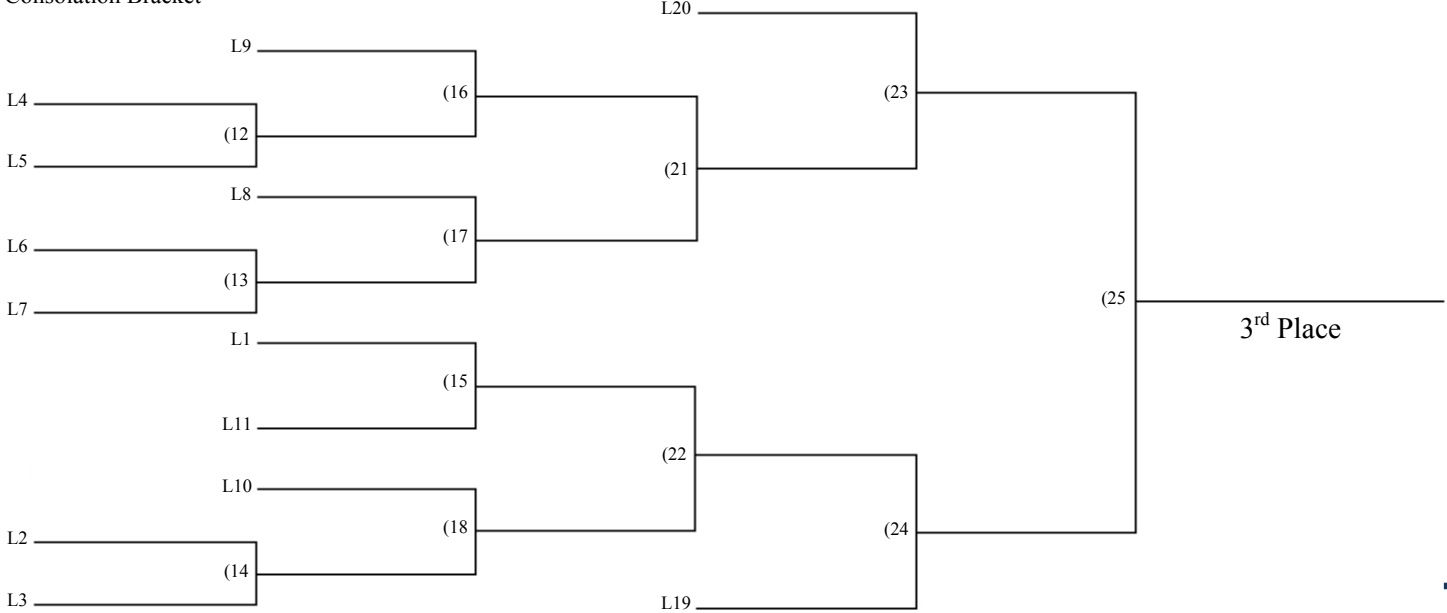 Consolation Bracket
L20
L9
(16
(23
L4
(12
L5
(21
L8
(17
L6
(13
L7
(25
3rd Place
L1
(15
L11
(22
L10
(18
(24
L2
(14
L3
L19